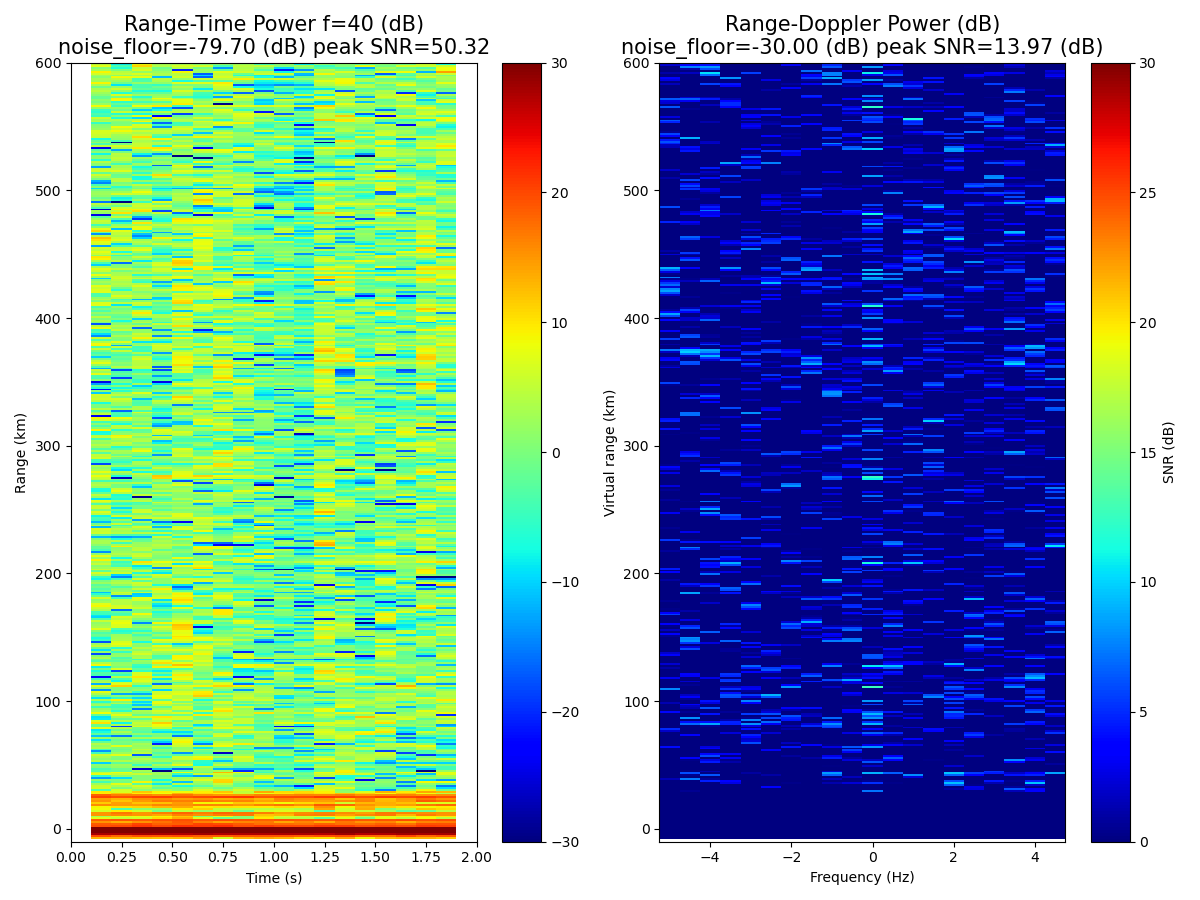 Range-Time Power f=40 (dB)
noise_floor=-79.70 (dB) peak SNR=50.32
Range-Doppler Power (dB)
noise_floor=-30.00 (dB) peak SNR=13.97 (dB)
600
500
400
300
200
100
0
Range (km)
0.00 0.25 0.50 0.75 1.00 1.25 1.50 1.75 2.00
Time (s)
30
20
10
0
−10
−20
−30
600
500
400
300
200
100
0
Virtual range (km)
−4 −2 0 2 4
Frequency (Hz)
30
25
20
15
10
5
0
SNR (dB)